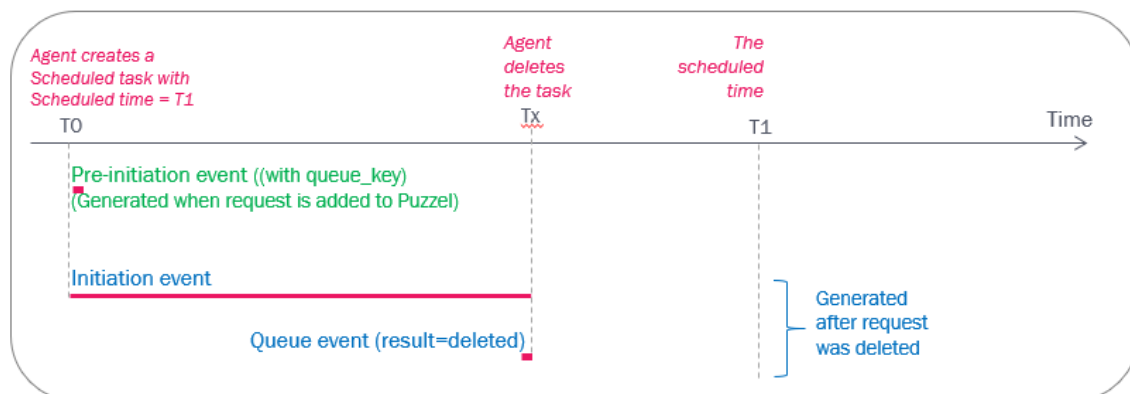 Agent creates a
Scheduled task with
Scheduled time = T1
Agent
deletes
the task
The
scheduled
time
T0
Tx
T1
Time
Pre-initiation event ((with queue_key)
(Generated when request is added to Puzzel)
Initiation event
Queue event (result=deleted)
Generated
after request
was deleted